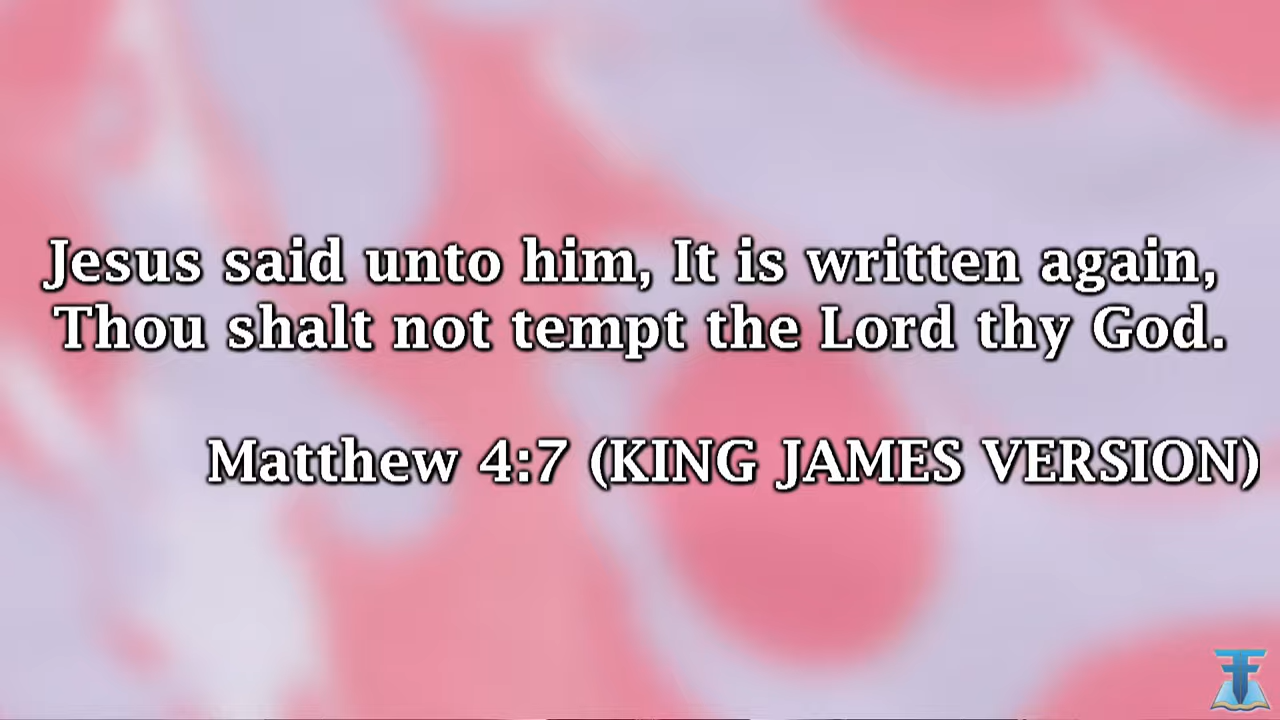 Jesus said unto him, It is written again,
Thou shalt not tempt the Lord thy God.
Matthew 4:7 (KING JAMES VERSION)